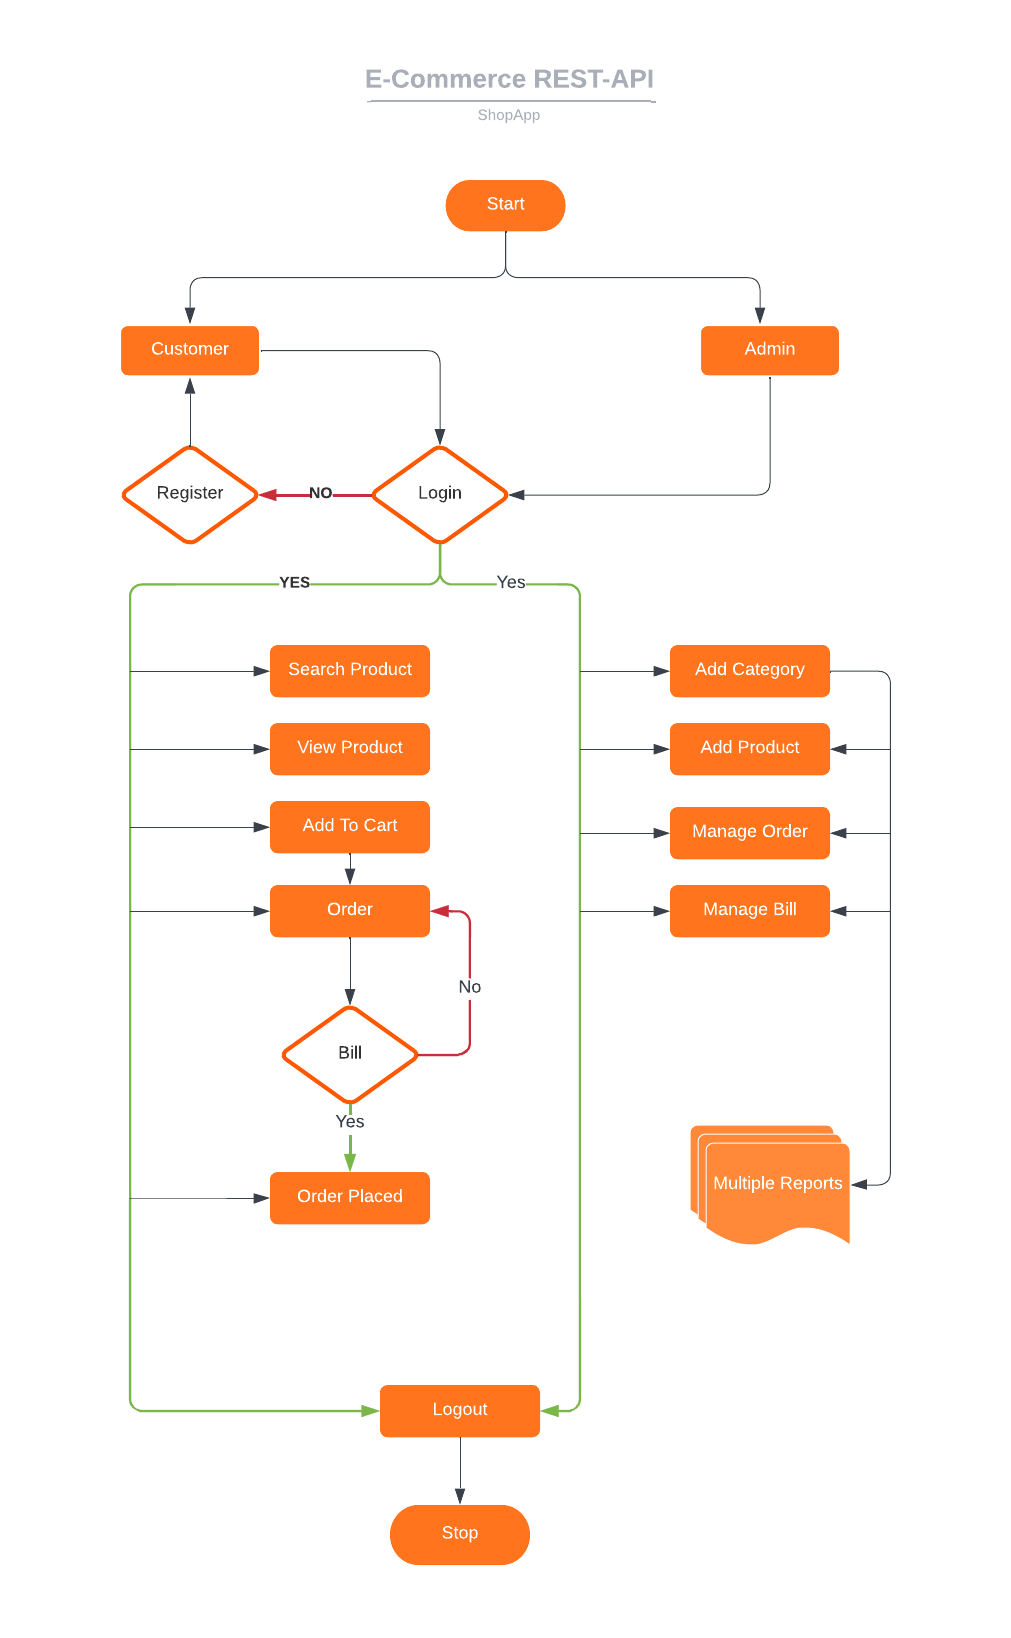 E-Commerce REST-API
ShopApp
Start
Customer
Admin
Register
NO
Login
YES
Yes
Search Product
Add Category
View Product
Add Product
Add To Cart
Manage Order
Order
Manage Bill
No
Bill
Yes
Multiple Reports
Order Placed
Logout
Stop